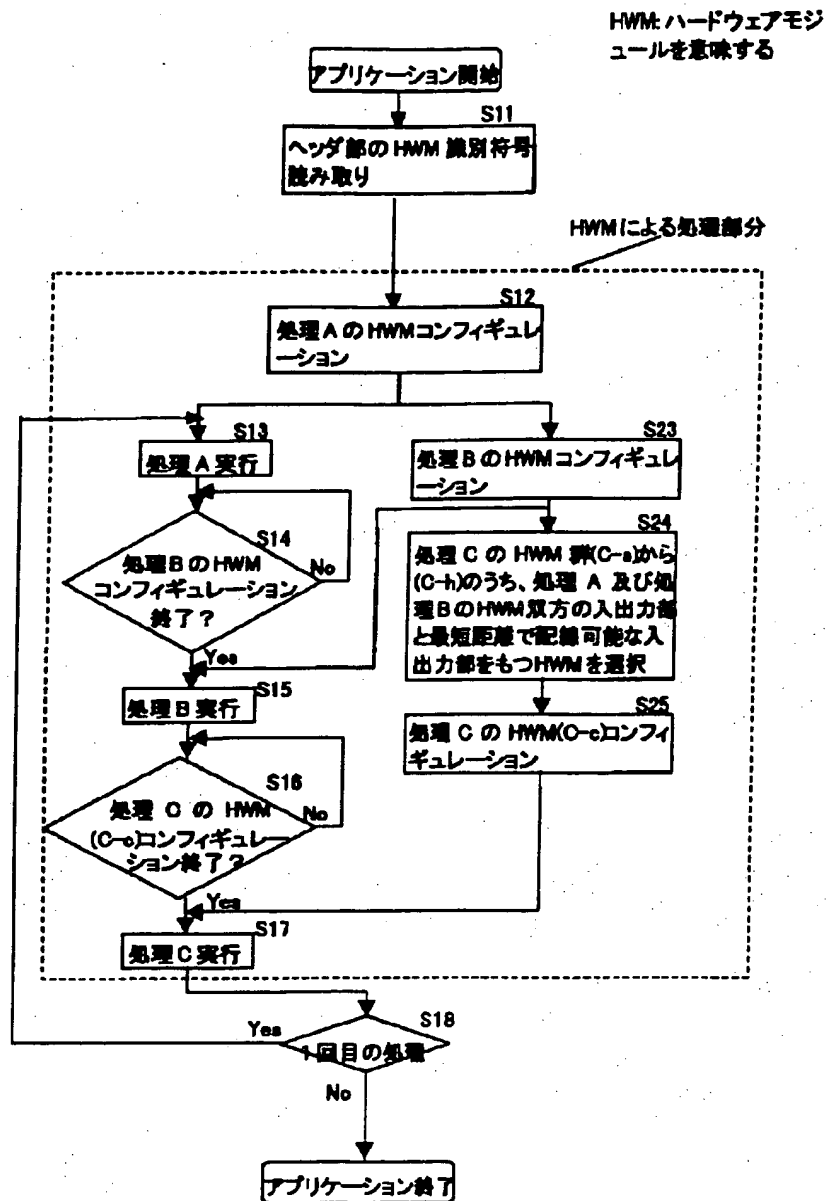 HWM:ハードウェアモジ
ュールを意味する
アプリケーション開始
S11
ヘッダ部のHWM 識別符号
読み取り
HWMによる処理部分
S12
処理AのHWMコンフィギュレ
ーション
S13
処理A実行
S23
処理BのHWMコンフィギュレ
ーション
S14
処理BのHWM
コンフィギュレーション
終了?
No
Yes
S24
処理CのHWM群(C-a)から
(C-h)のうち、処理A及び処
理BのHWM双方の入出力部
と最短距離で配線可能な入
出力部をもつHWMを選択
S15
処理B実行
S25
処理CのHWM(C-c)コンフィ
ギュレーション
S16
処理CのHWM
(C-c)コンフィギュレー
ション終了?
No
Yes
S17
処理C実行
S18
1回目の処理
Yes
No
アプリケーション終了